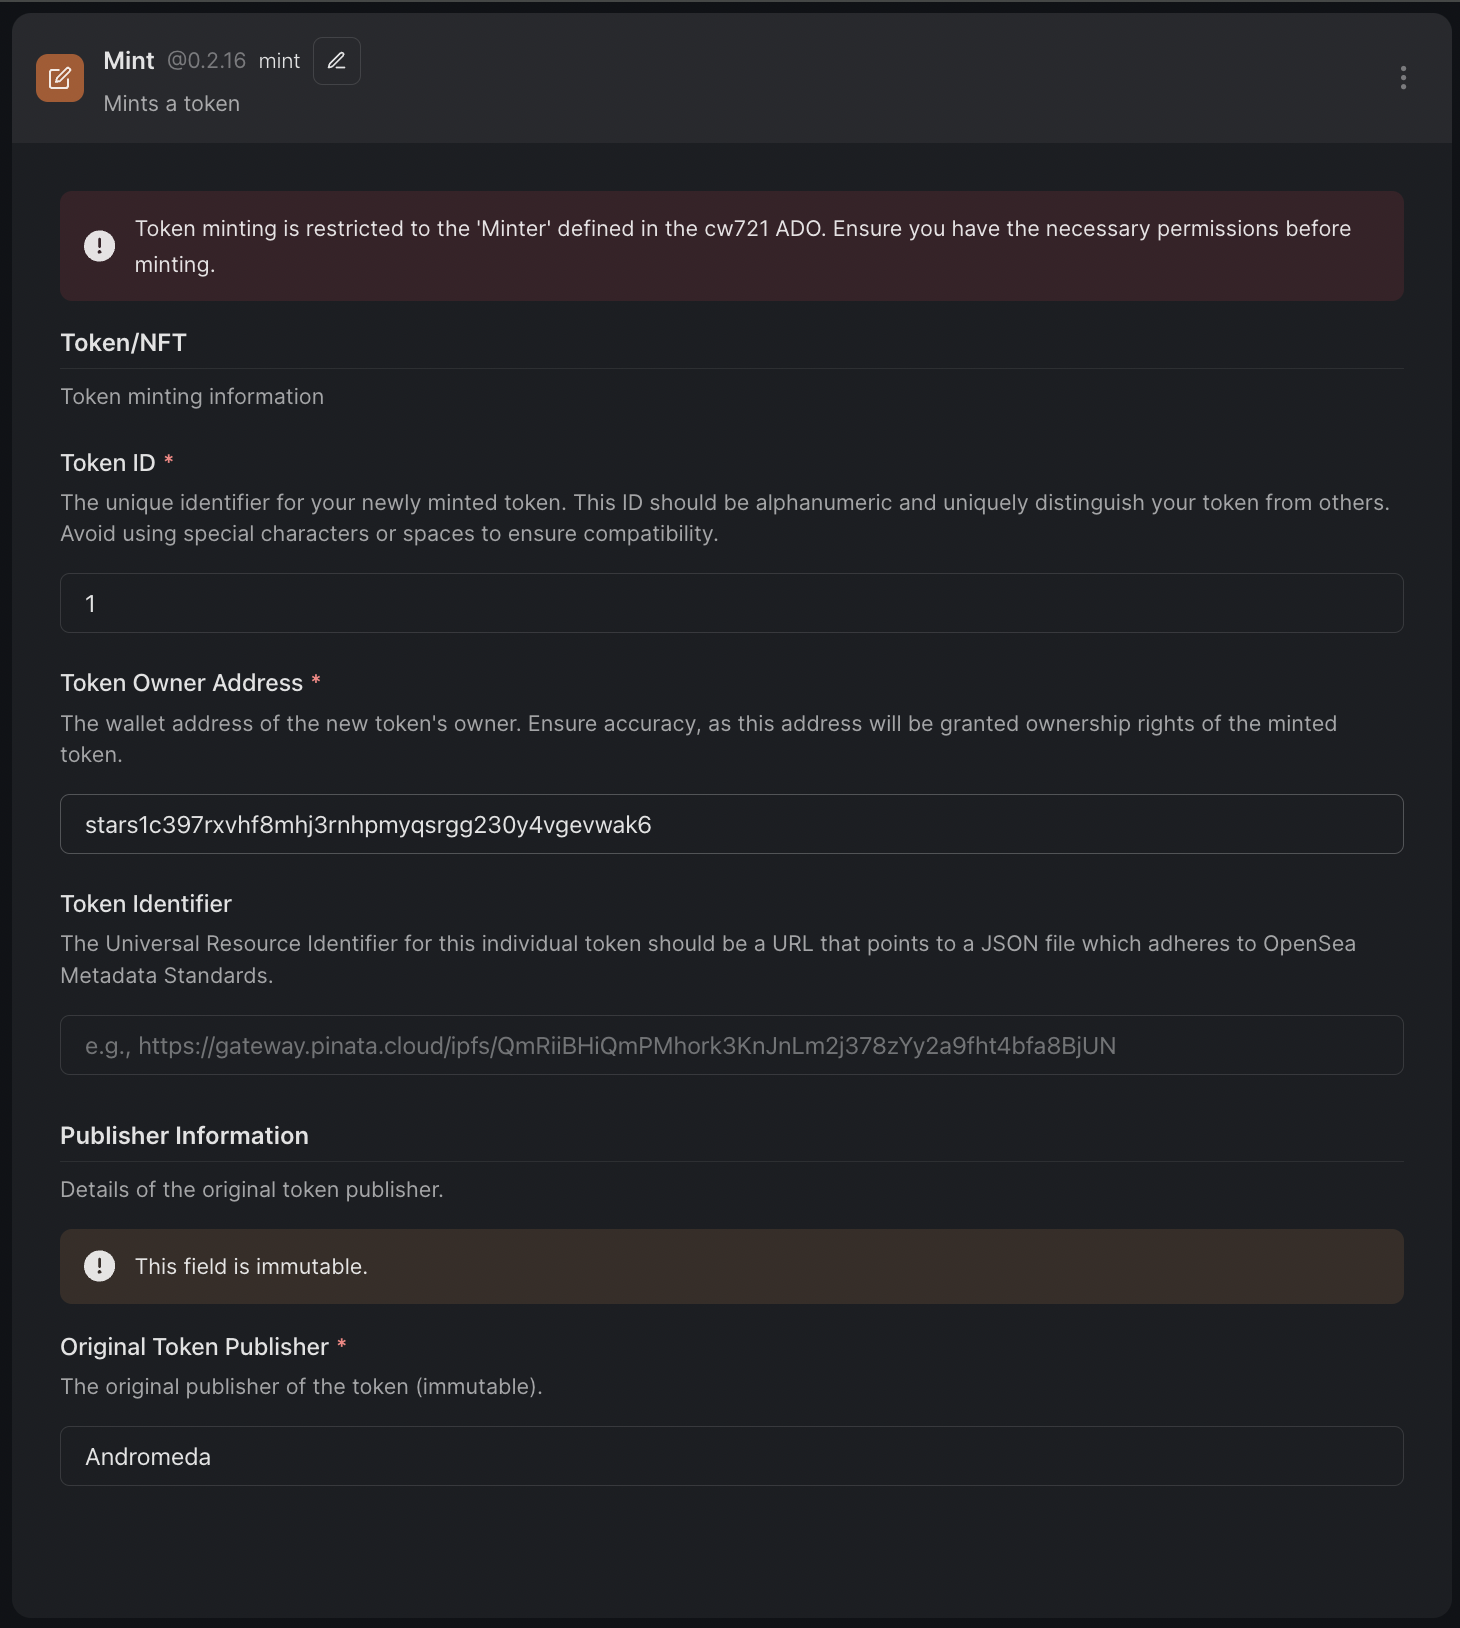 Mint @0.2.16 mint
Mints a token
Token minting is restricted to the 'Minter' defined in the cw721 ADO. Ensure you have the necessary permissions before
minting.
Token/NFT
Token minting information
Token ID *
The unique identifier for your newly minted token. This ID should be alphanumeric and uniquely distinguish your token from others.
Avoid using special characters or spaces to ensure compatibility.
1
Token Owner Address *
The wallet address of the new token's owner. Ensure accuracy, as this address will be granted ownership rights of the minted
token.
stars1c397rxvhf8mhj3rnhpmyqsrgg230y4vgevwak6
Token Identifier
The Universal Resource Identifier for this individual token should be a URL that points to a JSON file which adheres to OpenSea
Metadata Standards.
e.g., https://gateway.pinata.cloud/ipfs/QmRiiBHiQmPMhork3KnJnLm2j378zYy2a9fht4bfa8BjUN
Publisher Information
Details of the original token publisher.
This field is immutable.
Original Token Publisher *
The original publisher of the token (immutable).
Andromeda